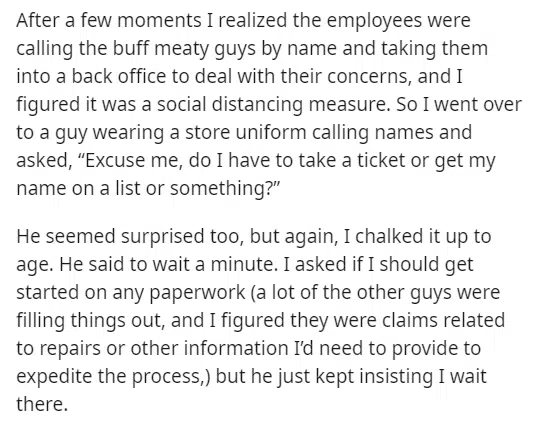 After a few moments I realized the employees were
calling the buff meaty guys by name and taking them
into a back office to deal with their concerns, and I
figured it was a social distancing measure. So I went over
to a guy wearing a store uniform calling names and
asked, “Excuse me, do I have to take a ticket or get my
name on a list or something?”
He seemed surprised too, but again, I chalked it up to
age. He said to wait a minute. I asked if I should get
started on any paperwork (a lot of the other guys were
filling things out, and I figured they were claims related
to repairs or other information I’d need to provide to
expedite the process,) but he just kept insisting I wait
there.